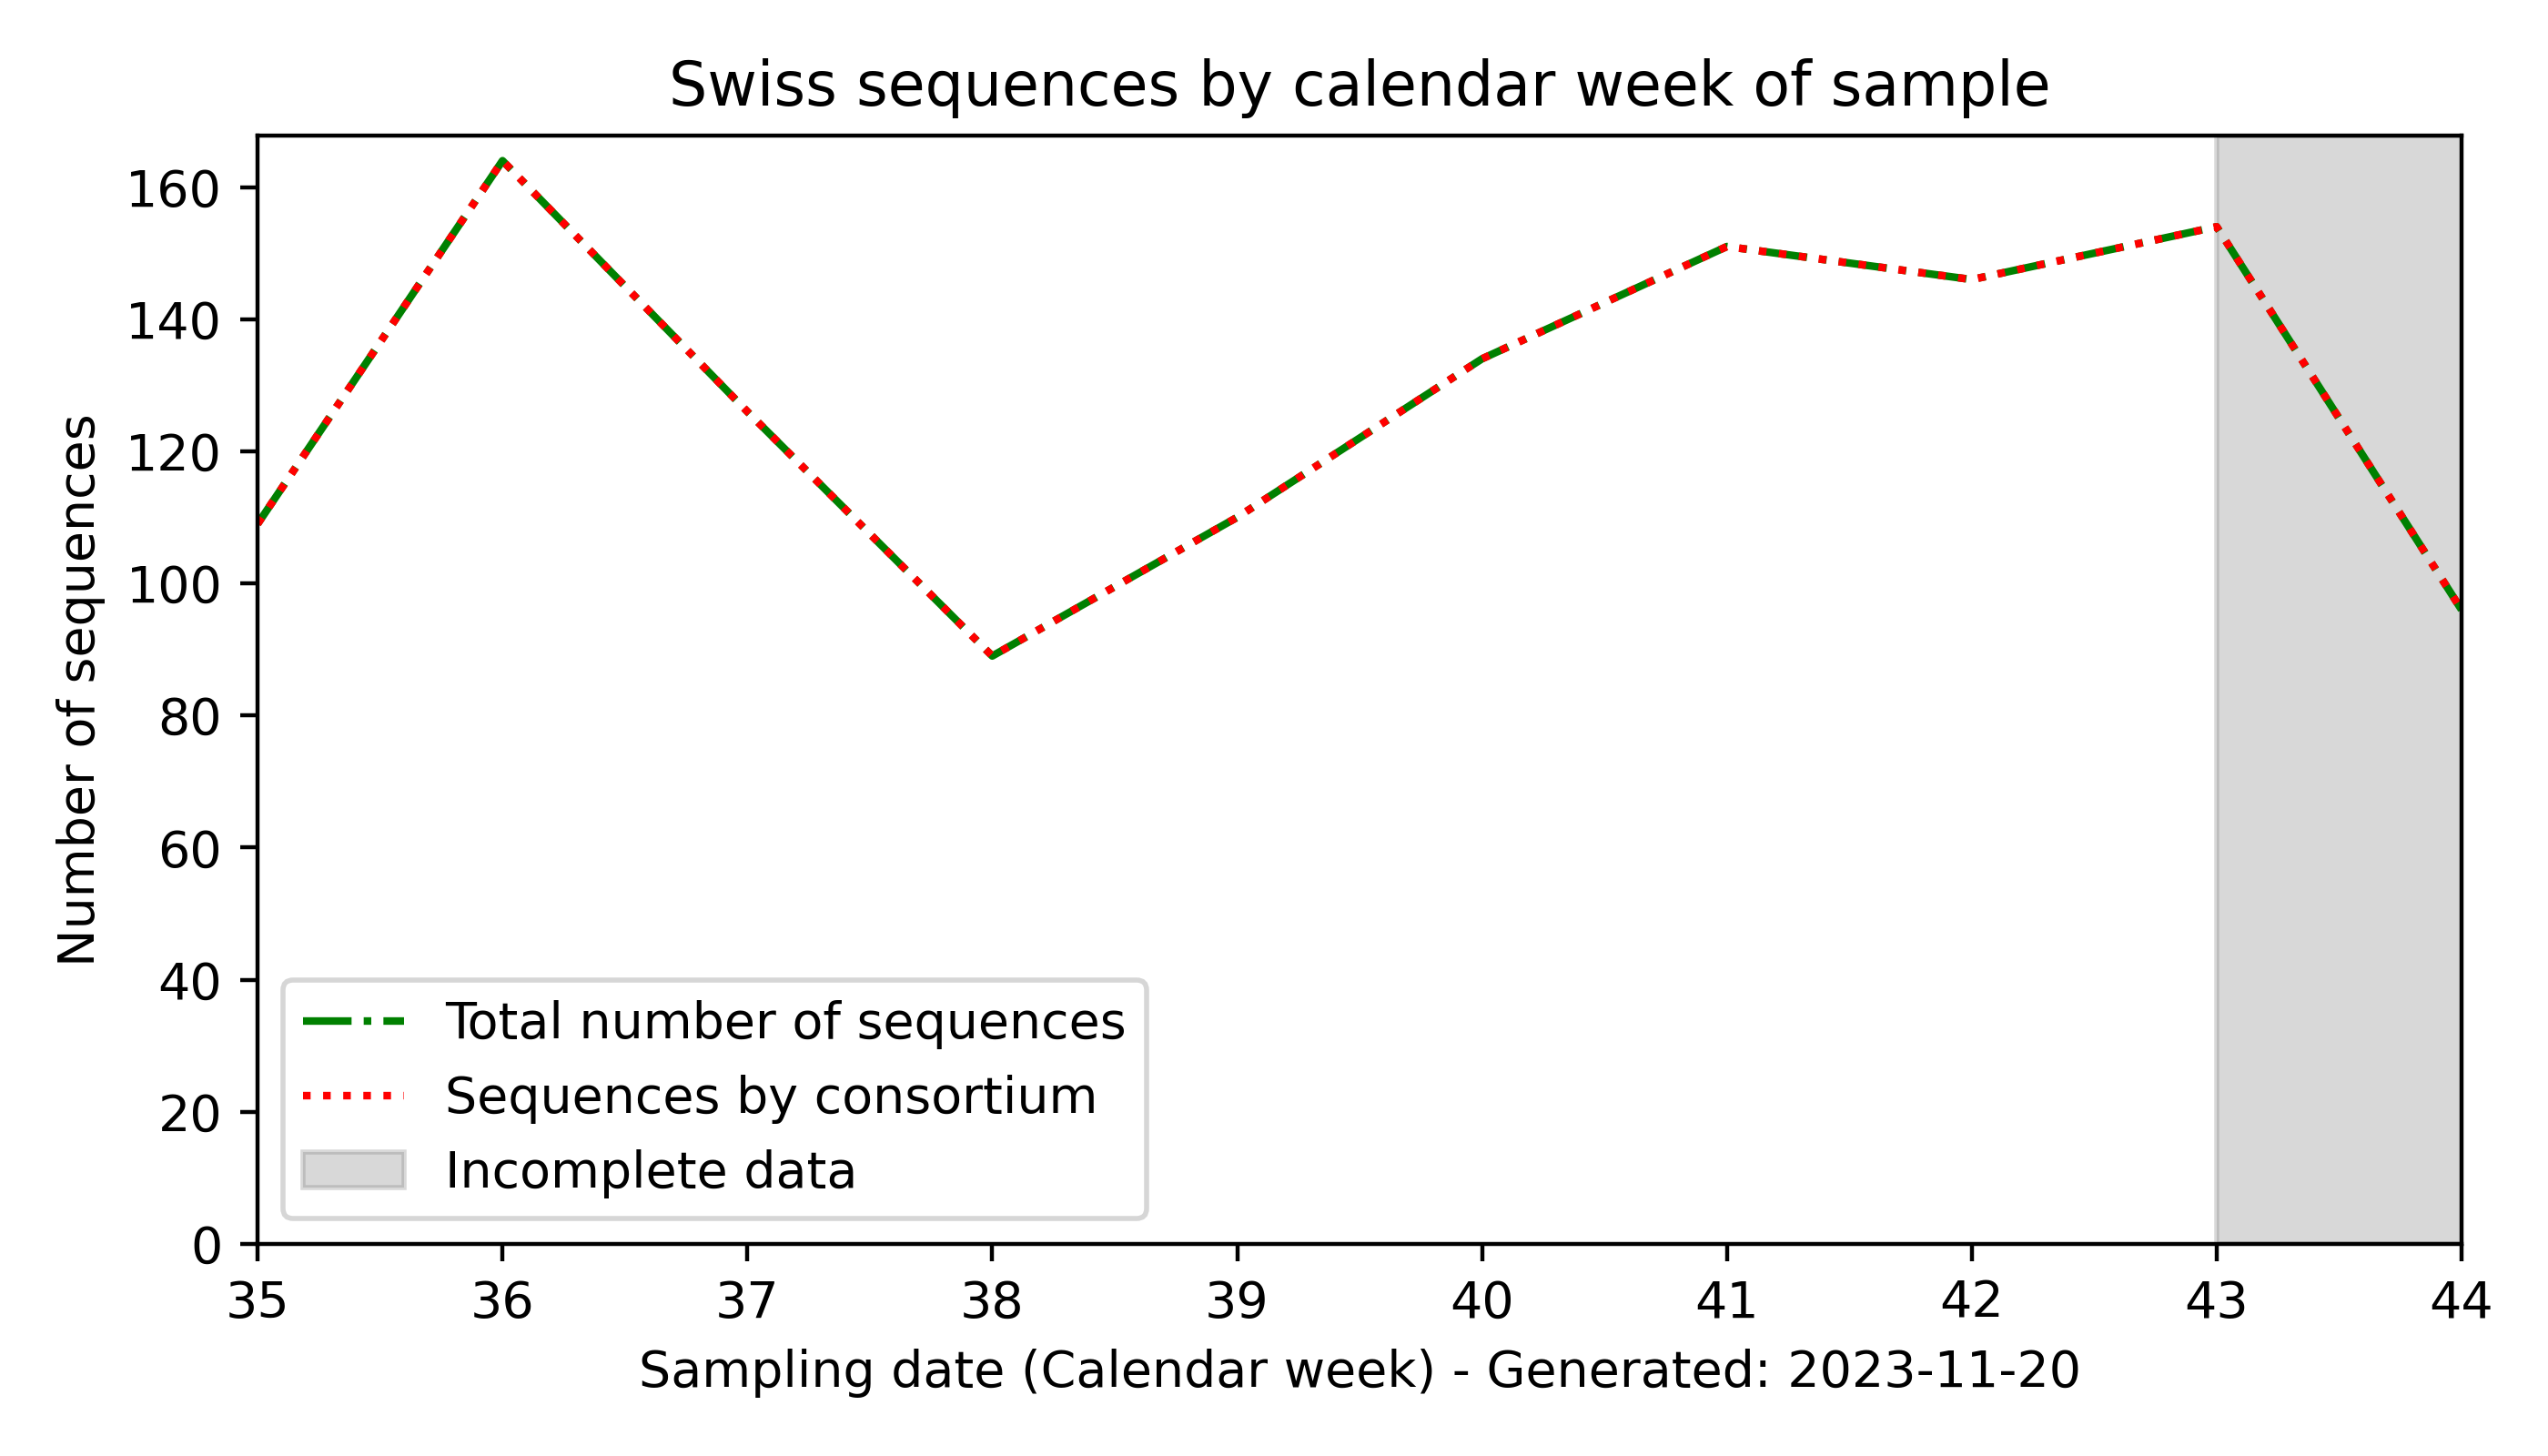 Swiss sequences by calendar week of sample
Number of sequences
160
140
120
100
80
60
40
20
0
Total number of sequences
Sequences by consortium
Incomplete data
35 36 37 38 39 40 41 42 43 44
Sampling date (Calendar week) - Generated: 2023-11-20